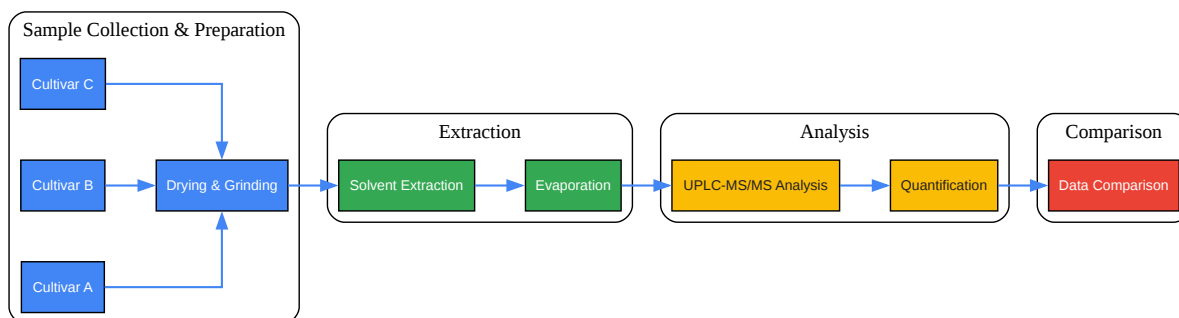 Sample Collection & Preparation
Cultivar C
Cultivar B
Drying & Grinding
Cultivar A
Extraction
Solvent Extraction
Evaporation
Analysis
UPLC-MS/MS Analysis
Quantification
Comparison
Data Comparison